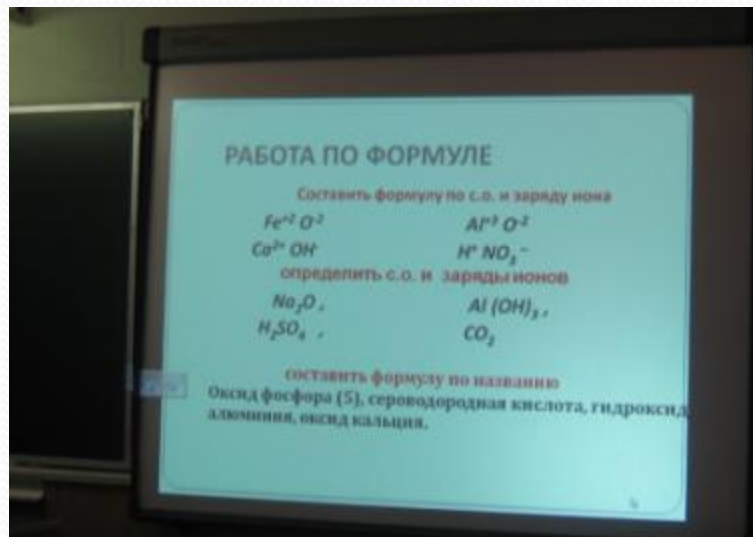 РАБОТА ПО ФОРМУЛЕ
Составить формулу по с.о. и заряду иона
Fe⁺² O⁻² Al⁺³ O⁻²
Ca²⁺ OH⁻ H⁺ NO₃⁻
определить с.о. и заряды ионов
Na₂O , Al (OH)₃ ,
H₂SO₄ , CO₂
составить формулу по названию
Оксид фосфора (5), сероводородная кислота, гидроксид
алюминия, оксид кальция.